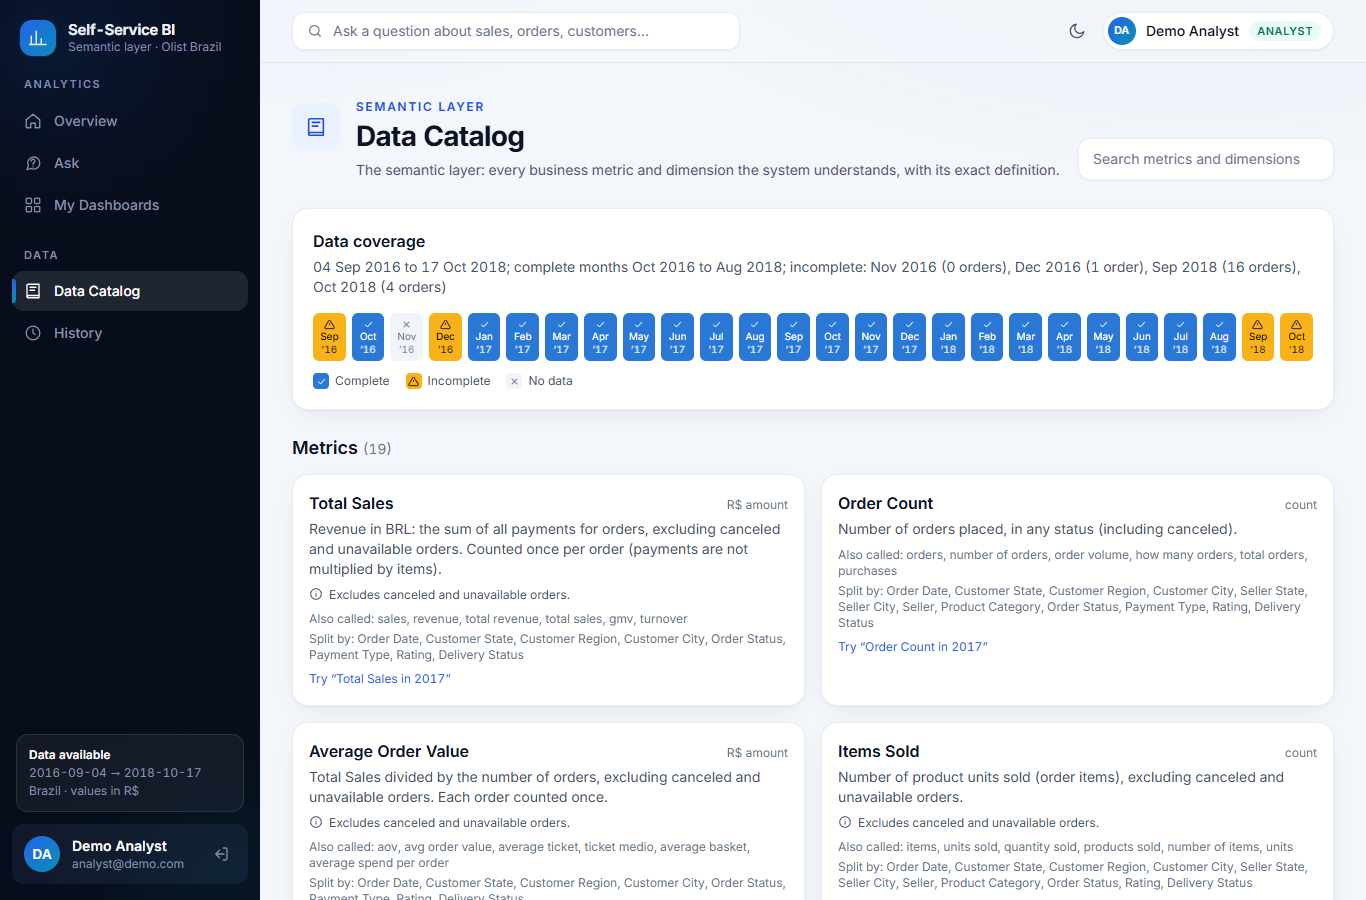 Self-Service BI
Semantic layer · Olist Brazil
ANALYTICS
Overview
Ask
My Dashboards
DATA
Data Catalog
History
Data available
2016-09-04 → 2018-10-17
Brazil · values in R$
DA
Demo Analyst
analyst@demo.com
Ask a question about sales, orders, customers...
DA
Demo Analyst
ANALYST
SEMANTIC LAYER
Data Catalog
The semantic layer: every business metric and dimension the system understands, with its exact definition.
Search metrics and dimensions
Data coverage
04 Sep 2016 to 17 Oct 2018; complete months Oct 2016 to Aug 2018; incomplete: Nov 2016 (0 orders), Dec 2016 (1 order), Sep 2018 (16 orders),
Oct 2018 (4 orders)
Sep Oct Nov Dec Jan Feb Mar Apr May Jun Jul Aug Sep Oct Nov Dec Jan Feb Mar Apr May Jun Jul Aug Sep Oct
'16 '16 '16 '16 '17 '17 '17 '17 '17 '17 '17 '17 '17 '17 '17 '17 '18 '18 '18 '18 '18 '18 '18 '18 '18 '18
Complete
Incomplete
No data
Metrics (19)
Total Sales
R$ amount
Revenue in BRL: the sum of all payments for orders, excluding canceled
and unavailable orders. Counted once per order (payments are not
multiplied by items).
Excludes canceled and unavailable orders.
Also called: sales, revenue, total revenue, total sales, gmv, turnover
Split by: Order Date, Customer State, Customer Region, Customer City, Order Status,
Payment Type, Rating, Delivery Status
Try “Total Sales in 2017”
Order Count
count
Number of orders placed, in any status (including canceled).
Also called: orders, number of orders, order volume, how many orders, total orders,
purchases
Split by: Order Date, Customer State, Customer Region, Customer City, Seller State,
Seller City, Seller, Product Category, Order Status, Payment Type, Rating, Delivery
Status
Try “Order Count in 2017”
Average Order Value
R$ amount
Total Sales divided by the number of orders, excluding canceled and
unavailable orders. Each order counted once.
Excludes canceled and unavailable orders.
Also called: aov, avg order value, average ticket, ticket medio, average basket,
average spend per order
Split by: Order Date, Customer State, Customer Region, Customer City, Order Status,
Payment Type, Rating, Delivery Status
Items Sold
count
Number of product units sold (order items), excluding canceled and
unavailable orders.
Excludes canceled and unavailable orders.
Also called: items, units sold, quantity sold, products sold, number of items, units
Split by: Order Date, Customer State, Customer Region, Customer City, Seller State,
Seller City, Seller, Product Category, Order Status, Rating, Delivery Status